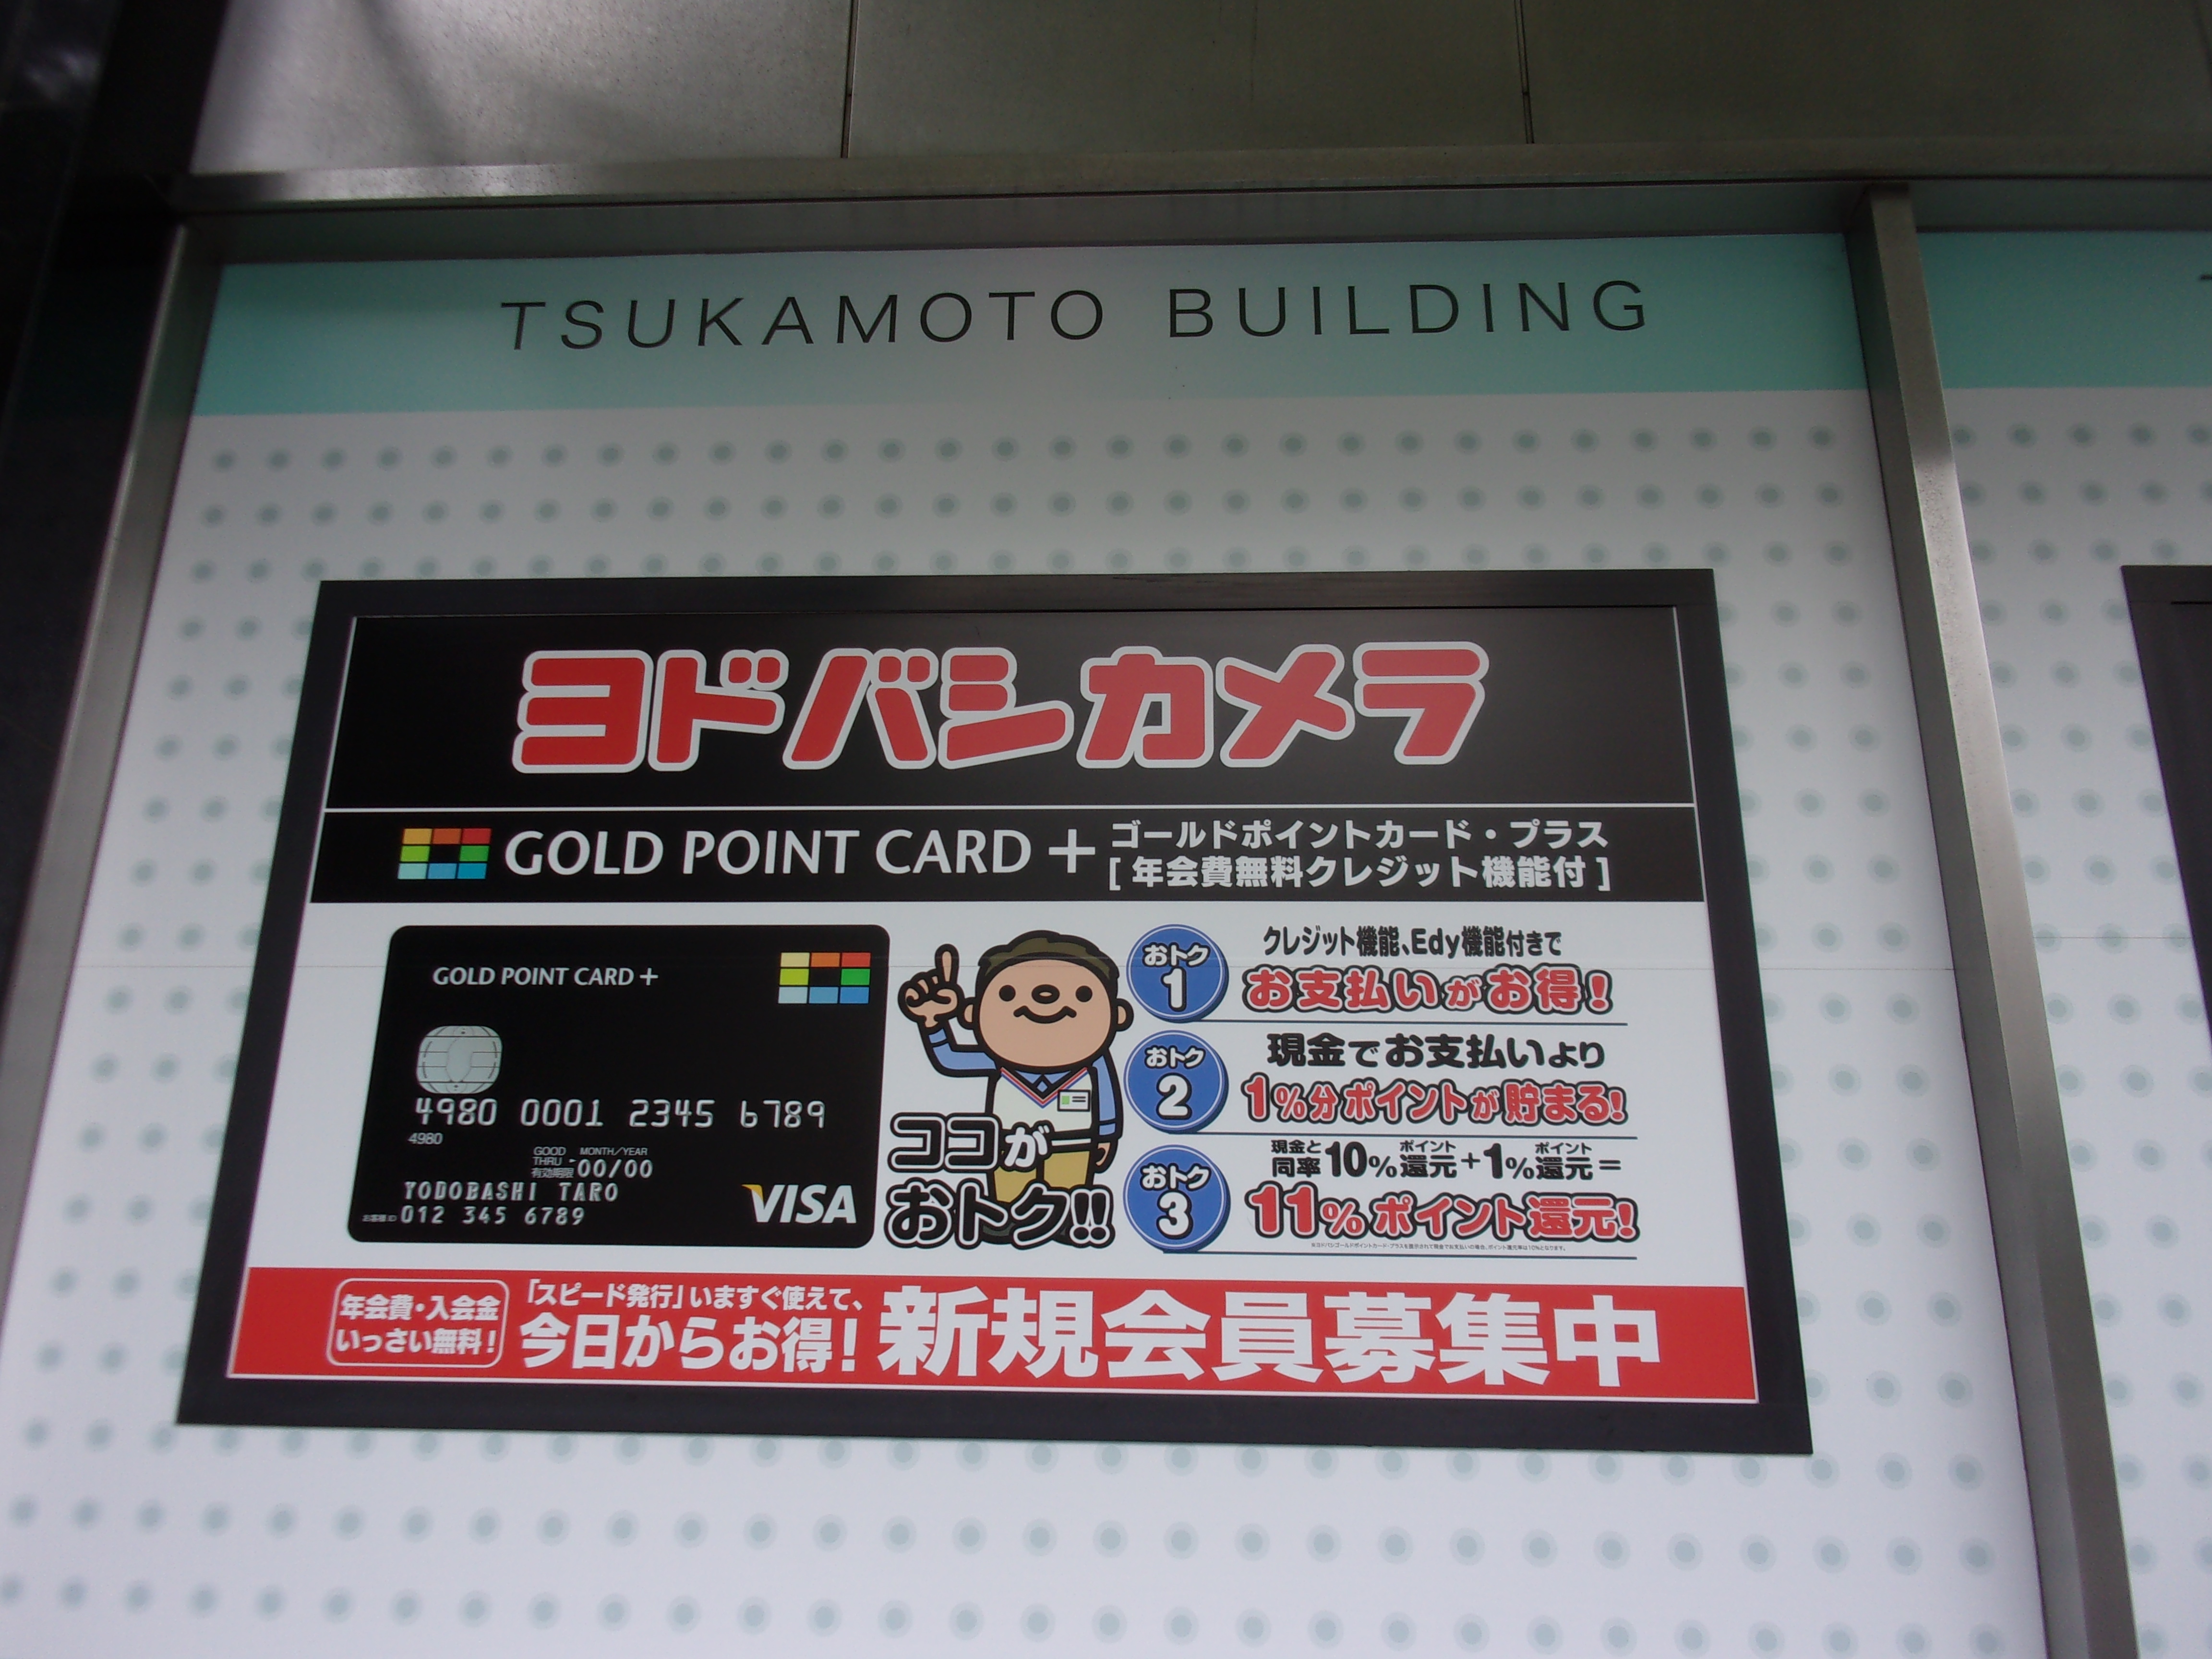 TSUKAMOTO BUILDING
ヨドバシカメラ
GOLD POINT CARD +
ゴールドポイントカード・プラス
[ 年会費無料クレジット機能付 ]
GOLD POINT CARD +
4980 0001 2345 6789
4980
GOOD THRU MONTH/YEAR
有効期限 -00/00
YODOBASHI TARO
お客様ID 012 345 6789
VISA
ココが
おトク!!
おトク
1
クレジット機能、Edy機能付きで
お支払いがお得!
おトク
2
現金でお支払いより
1%分ポイントが貯まる!
おトク
3
現金と同率10%ポイント還元+1%ポイント還元=
11%ポイント還元!
年会費・入会金
いっさい無料!
「スピード発行」いますぐ使えて、
今日からお得!
新規会員募集中